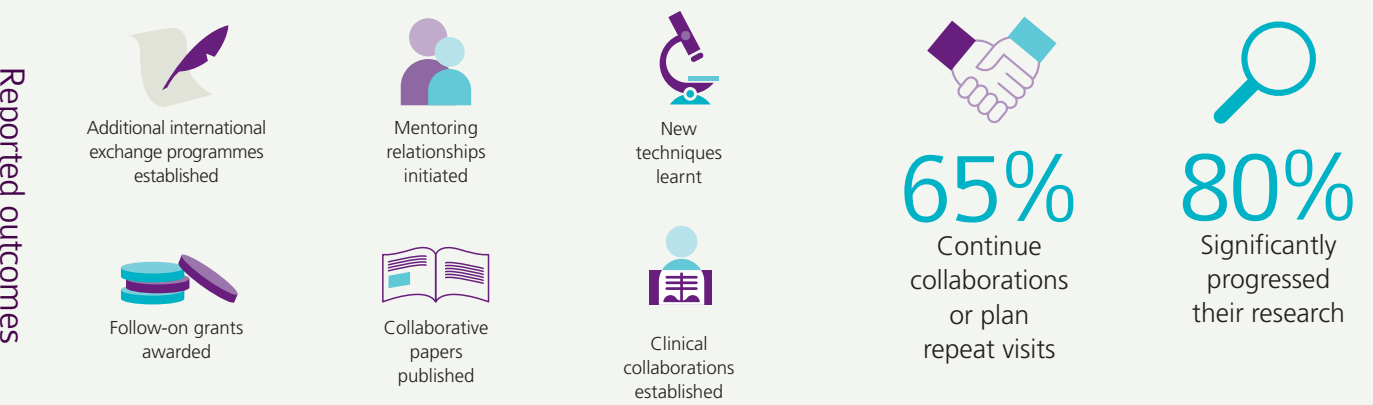 Reported outcomes
Additional international
exchange programmes
established
Mentoring
relationships
initiated
New
techniques
learnt
Follow-on grants
awarded
Collaborative
papers
published
Clinical
collaborations
established
65%
Continue
collaborations
or plan
repeat visits
80%
Significantly
progressed
their research